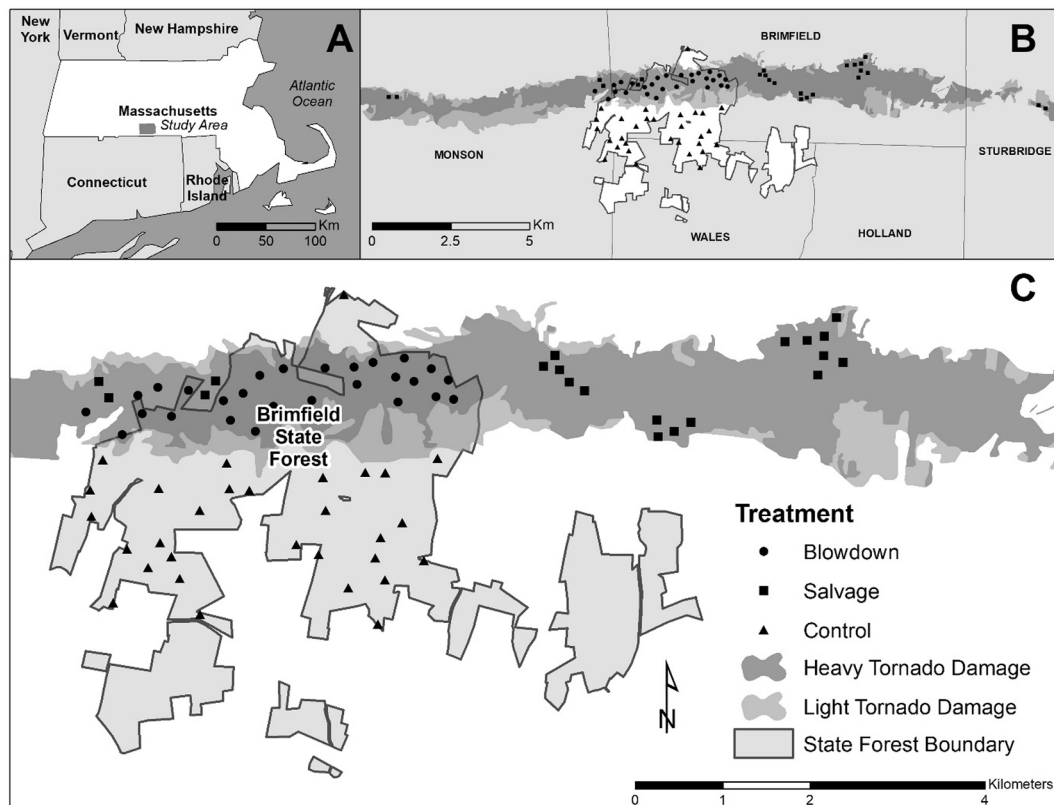 New
York
Vermont
New Hampshire
A
Atlantic
Ocean
Massachusetts
Study Area
Connecticut
Rhode
Island
Km
0 50 100
B
BRIMFIELD
MONSON
STURBRIDGE
WALES
HOLLAND
Km
0 2.5 5
C
Brimfield
State
Forest
Treatment
Blowdown
Salvage
Control
Heavy Tornado Damage
Light Tornado Damage
State Forest Boundary
N
Kilometers
0 1 2 4